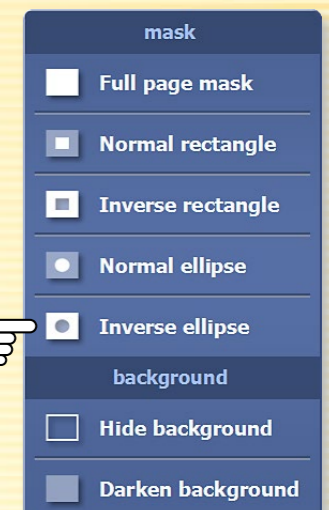 mask
Full page mask
Normal rectangle
Inverse rectangle
Normal ellipse
Inverse ellipse
background
Hide background
Darken background